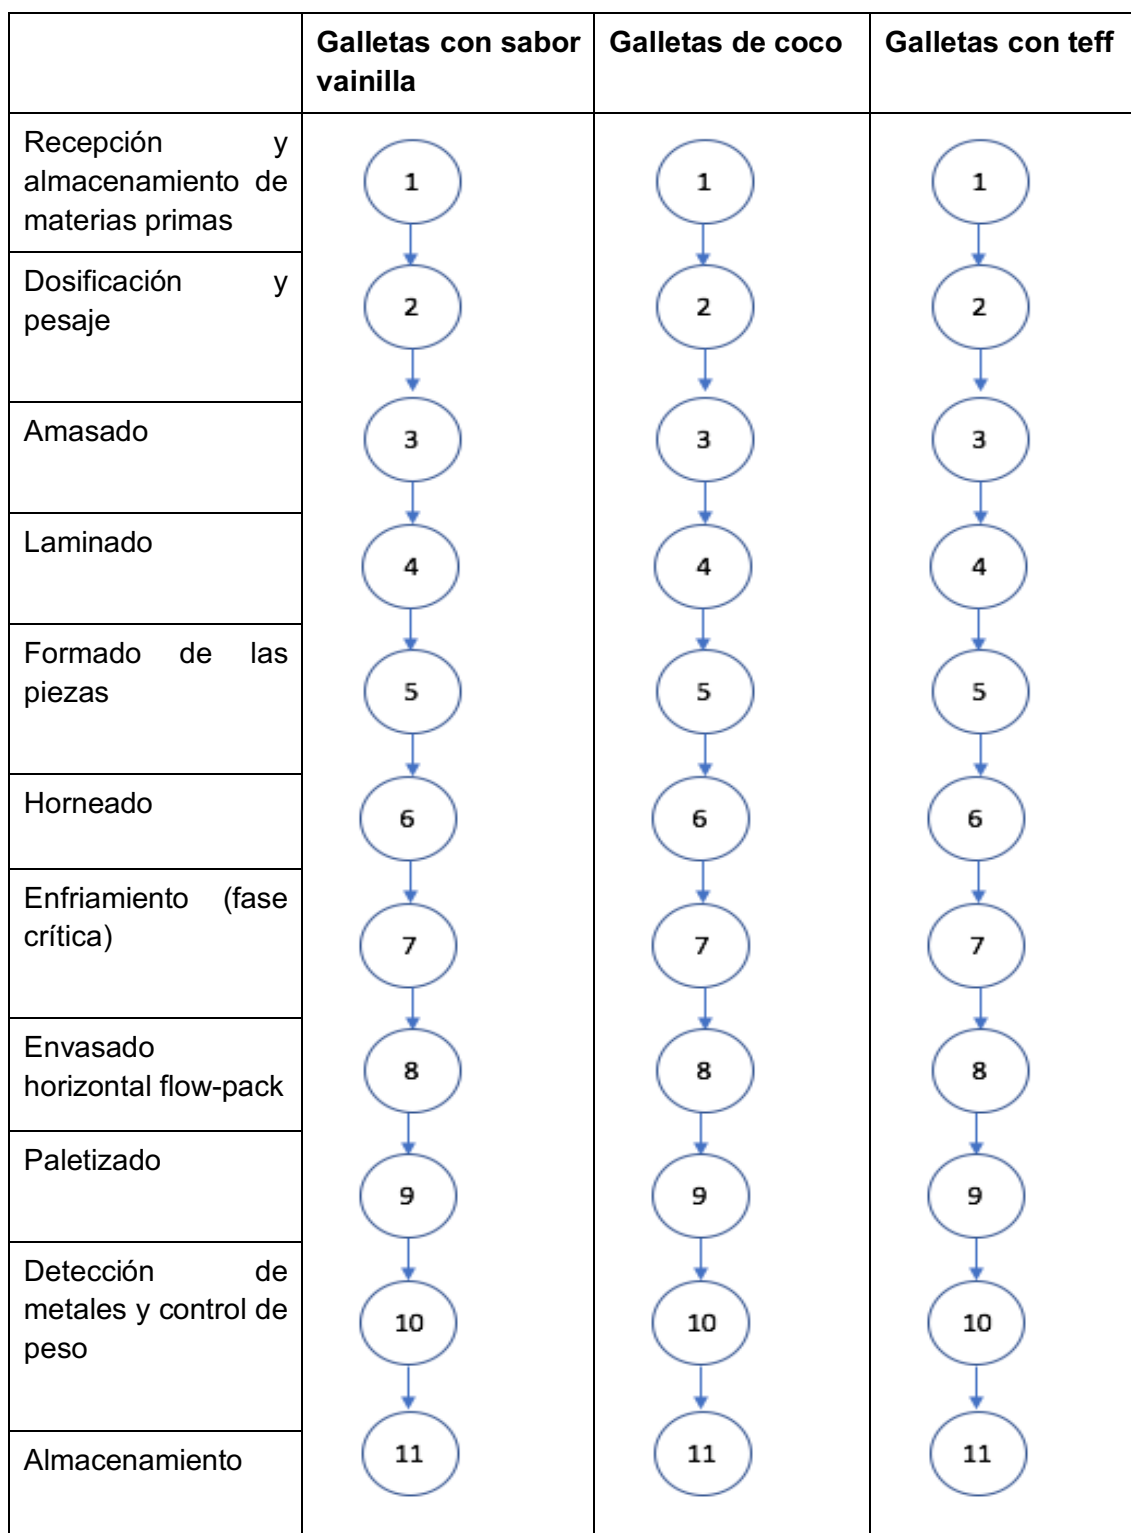 Galletas con sabor vainilla
Galletas de coco
Galletas con teff
Recepción y
almacenamiento de
materias primas
1 1 1
Dosificación y
pesaje
2 2 2
Amasado
3 3 3
Laminado
4 4 4
Formado de las
piezas
5 5 5
Horneado
6 6 6
Enfriamiento (fase
crítica)
7 7 7
Envasado
horizontal flow-pack
8 8 8
Paletizado
9 9 9
Detección de
metales y control de
peso
10 10 10
Almacenamiento
11 11 11